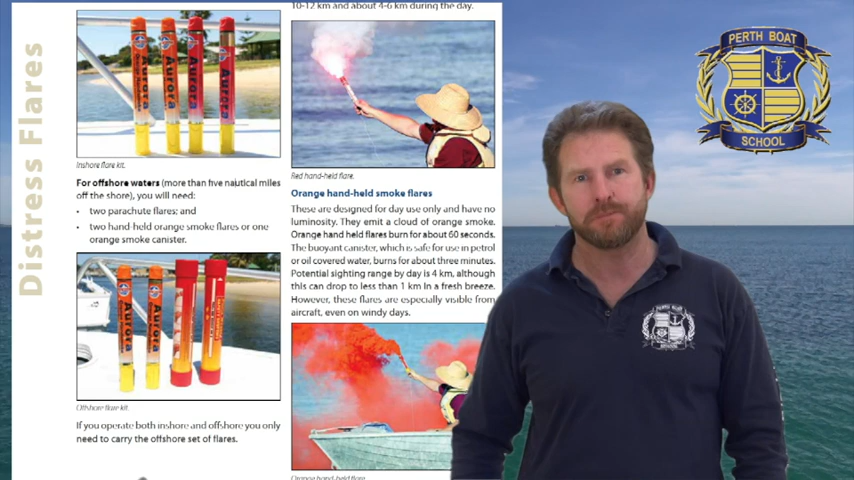 Distress Flares
Aurora
Aurora
Aurora
Aurora
Inshore flare kit.
For offshore waters (more than five nautical miles
off the shore), you will need:
• two parachute flares; and
• two hand-held orange smoke flares or one
orange smoke canister.
Aurora
Aurora
Offshore flare kit.
If you operate both inshore and offshore you only
need to carry the offshore set of flares.
10-12 km and about 4-6 km during the day.
Red hand-held flare.
Orange hand-held smoke flares
These are designed for day use only and have no
luminosity. They emit a cloud of orange smoke.
Orange hand held flares burn for about 60 seconds.
The buoyant canister, which is safe for use in petrol
or oil covered water, burns for about three minutes.
Potential sighting range by day is 4 km, although
this can drop to less than 1 km in a fresh breeze.
However, these flares are especially visible from
aircraft, even on windy days.
Orange hand-held flare.
PERTH BOAT
SCHOOL
PERTH BOAT
SCHOOL